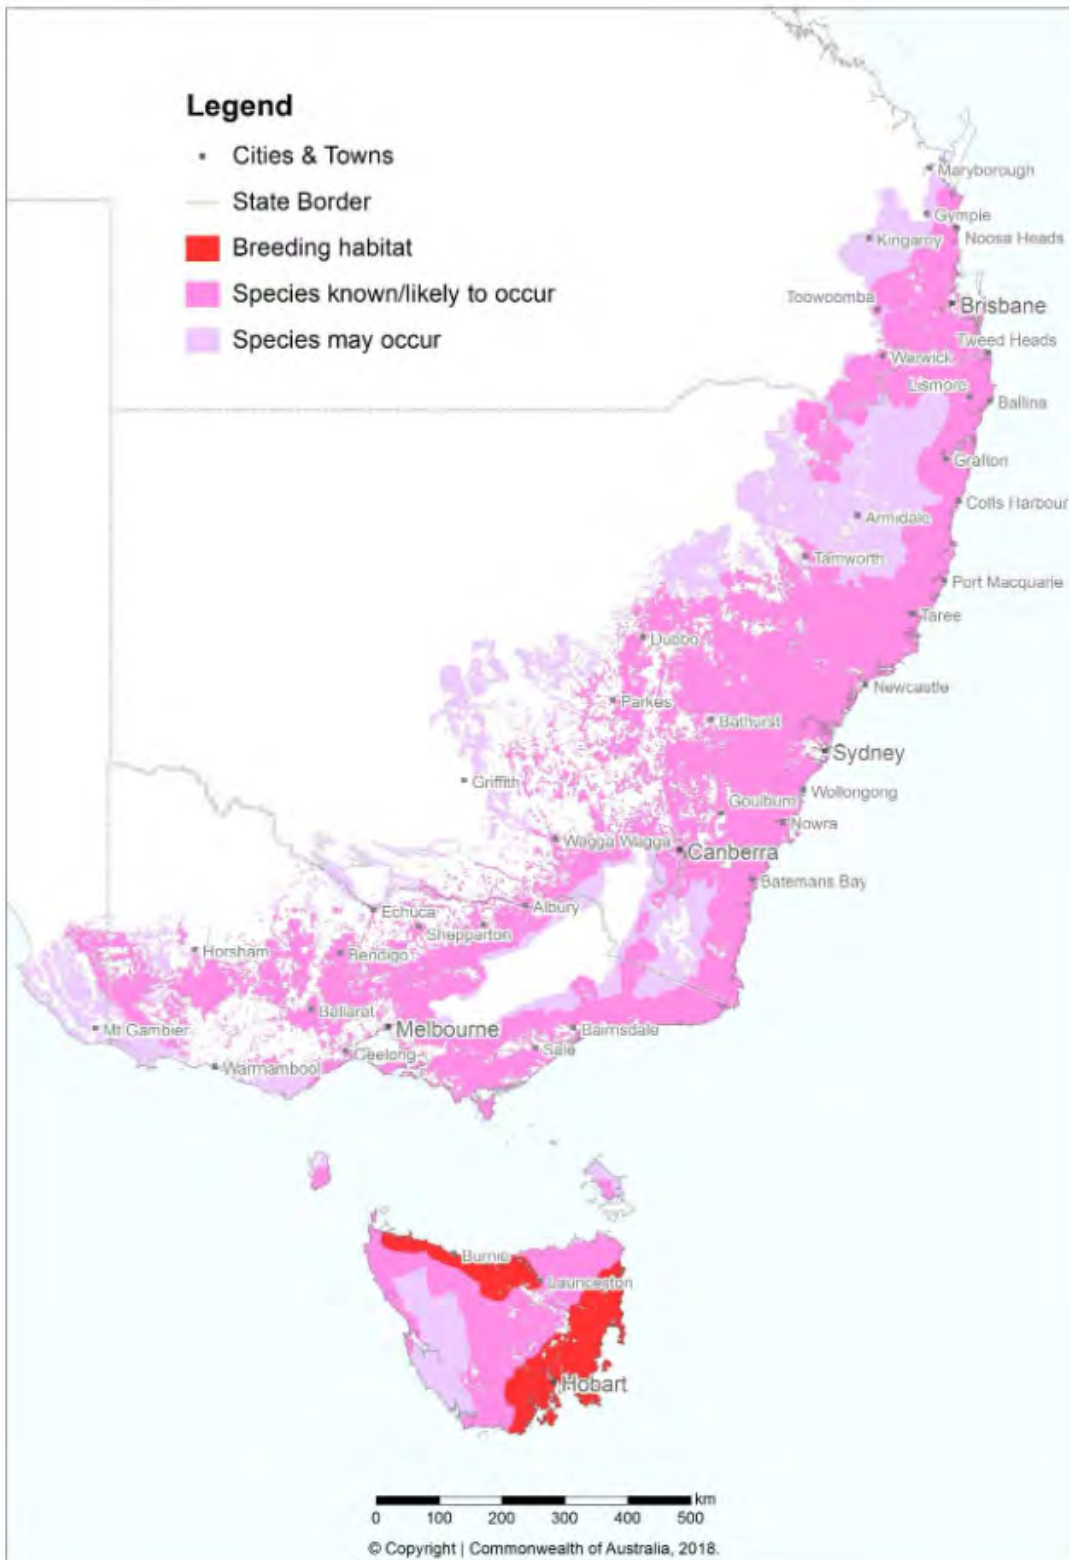 Legend
Cities & Towns
State Border
Breeding habitat
Species known/likely to occur
Species may occur
Maryborough
Gympie
Kingaroy
Noosa Heads
Toowoomba
Brisbane
Tweed Heads
Warwick
Lismore
Ballina
Grafton
Coffs Harbour
Armidale
Tamworth
Port Macquarie
Taree
Dubbo
Newcastle
Parkes
Bathurst
Sydney
Griffith
Wollongong
Goulburn
Nowra
Wagga Wagga
Canberra
Batemans Bay
Albury
Echuca
Shepparton
Horsham
Bendigo
Ballarat
Mt Gambier
Melbourne
Bairnsdale
Sale
Geelong
Warrnambool
Burnie
Launceston
Hobart
km
0 100 200 300 400 500
© Copyright | Commonwealth of Australia, 2018.